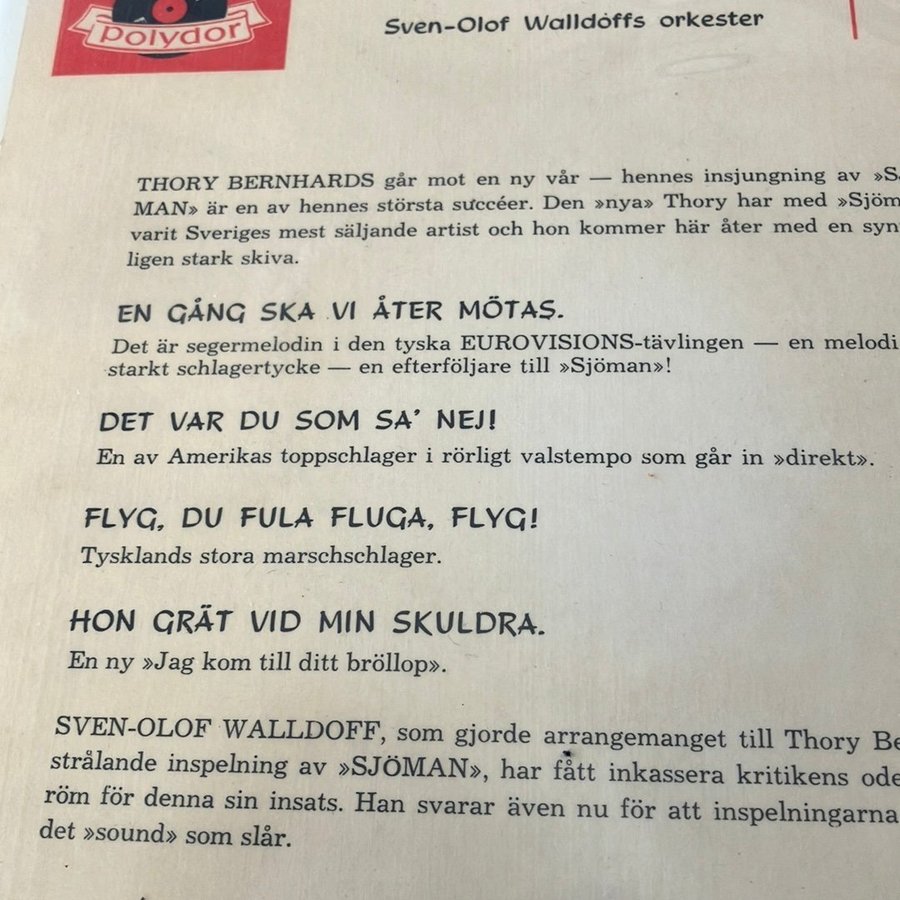 polydor
Sven-Olof Walldoffs orkester
THORY BERNHARDS går mot en ny vår — hennes insjungning av »S
MAN» är en av hennes största succéer. Den »nya» Thory har med »Sjöm
varit Sveriges mest säljande artist och hon kommer här åter med en syn
ligen stark skiva.
EN GÅNG SKA VI ÅTER MÖTAS.
Det är segermelodin i den tyska EUROVISIONS-tävlingen — en melodi
starkt schlagertycke — en efterföljare till »Sjöman»!
DET VAR DU SOM SA' NEJ!
En av Amerikas toppschlager i rörligt valstempo som går in »direkt».
FLYG, DU FULA FLUGA, FLYG!
Tysklands stora marschschlager.
HON GRÄT VID MIN SKULDRA.
En ny »Jag kom till ditt bröllop».
SVEN-OLOF WALLDOFF, som gjorde arrangemanget till Thory Be
strålande inspelning av »SJÖMAN», har fått inkassera kritikens ode
röm för denna sin insats. Han svarar även nu för att inspelningarna
det »sound» som slår.